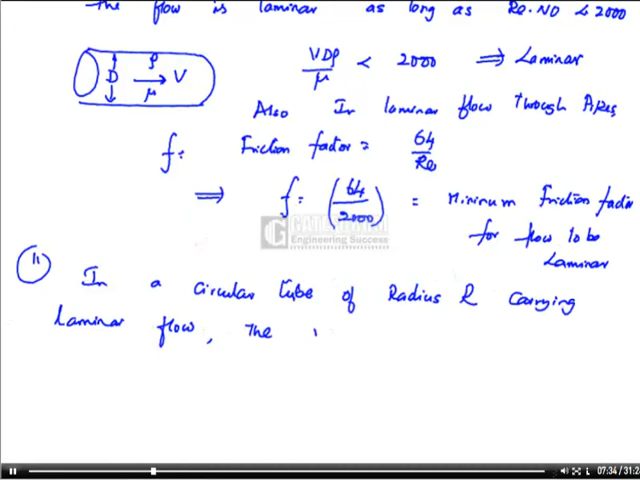 The flow is laminar as long as Re.No < 2000
D ρ V μ
VDρ/μ < 2000 ⟹ Laminar
Also In laminar flow Through Pipes
f = Friction factor = 64/Re
⟹ f = (64/2000) = Minimum Friction factor
for flow to be
Laminar
Engineering Success
11 In a circular tube of Radius R carrying
Laminar flow, The
07:34 / 31:2